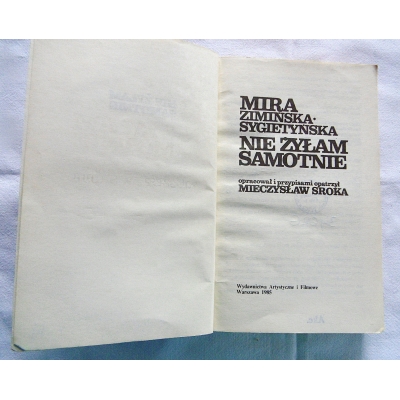 MIRA
ZIMIŃSKA-
SYGIETYŃSKA
NIE ŻYŁAM
SAMOTNIE
opracował i przypisami opatrzył
MIECZYSŁAW SROKA
Wydawnictwa Artystyczne i Filmowe
Warszawa 1985